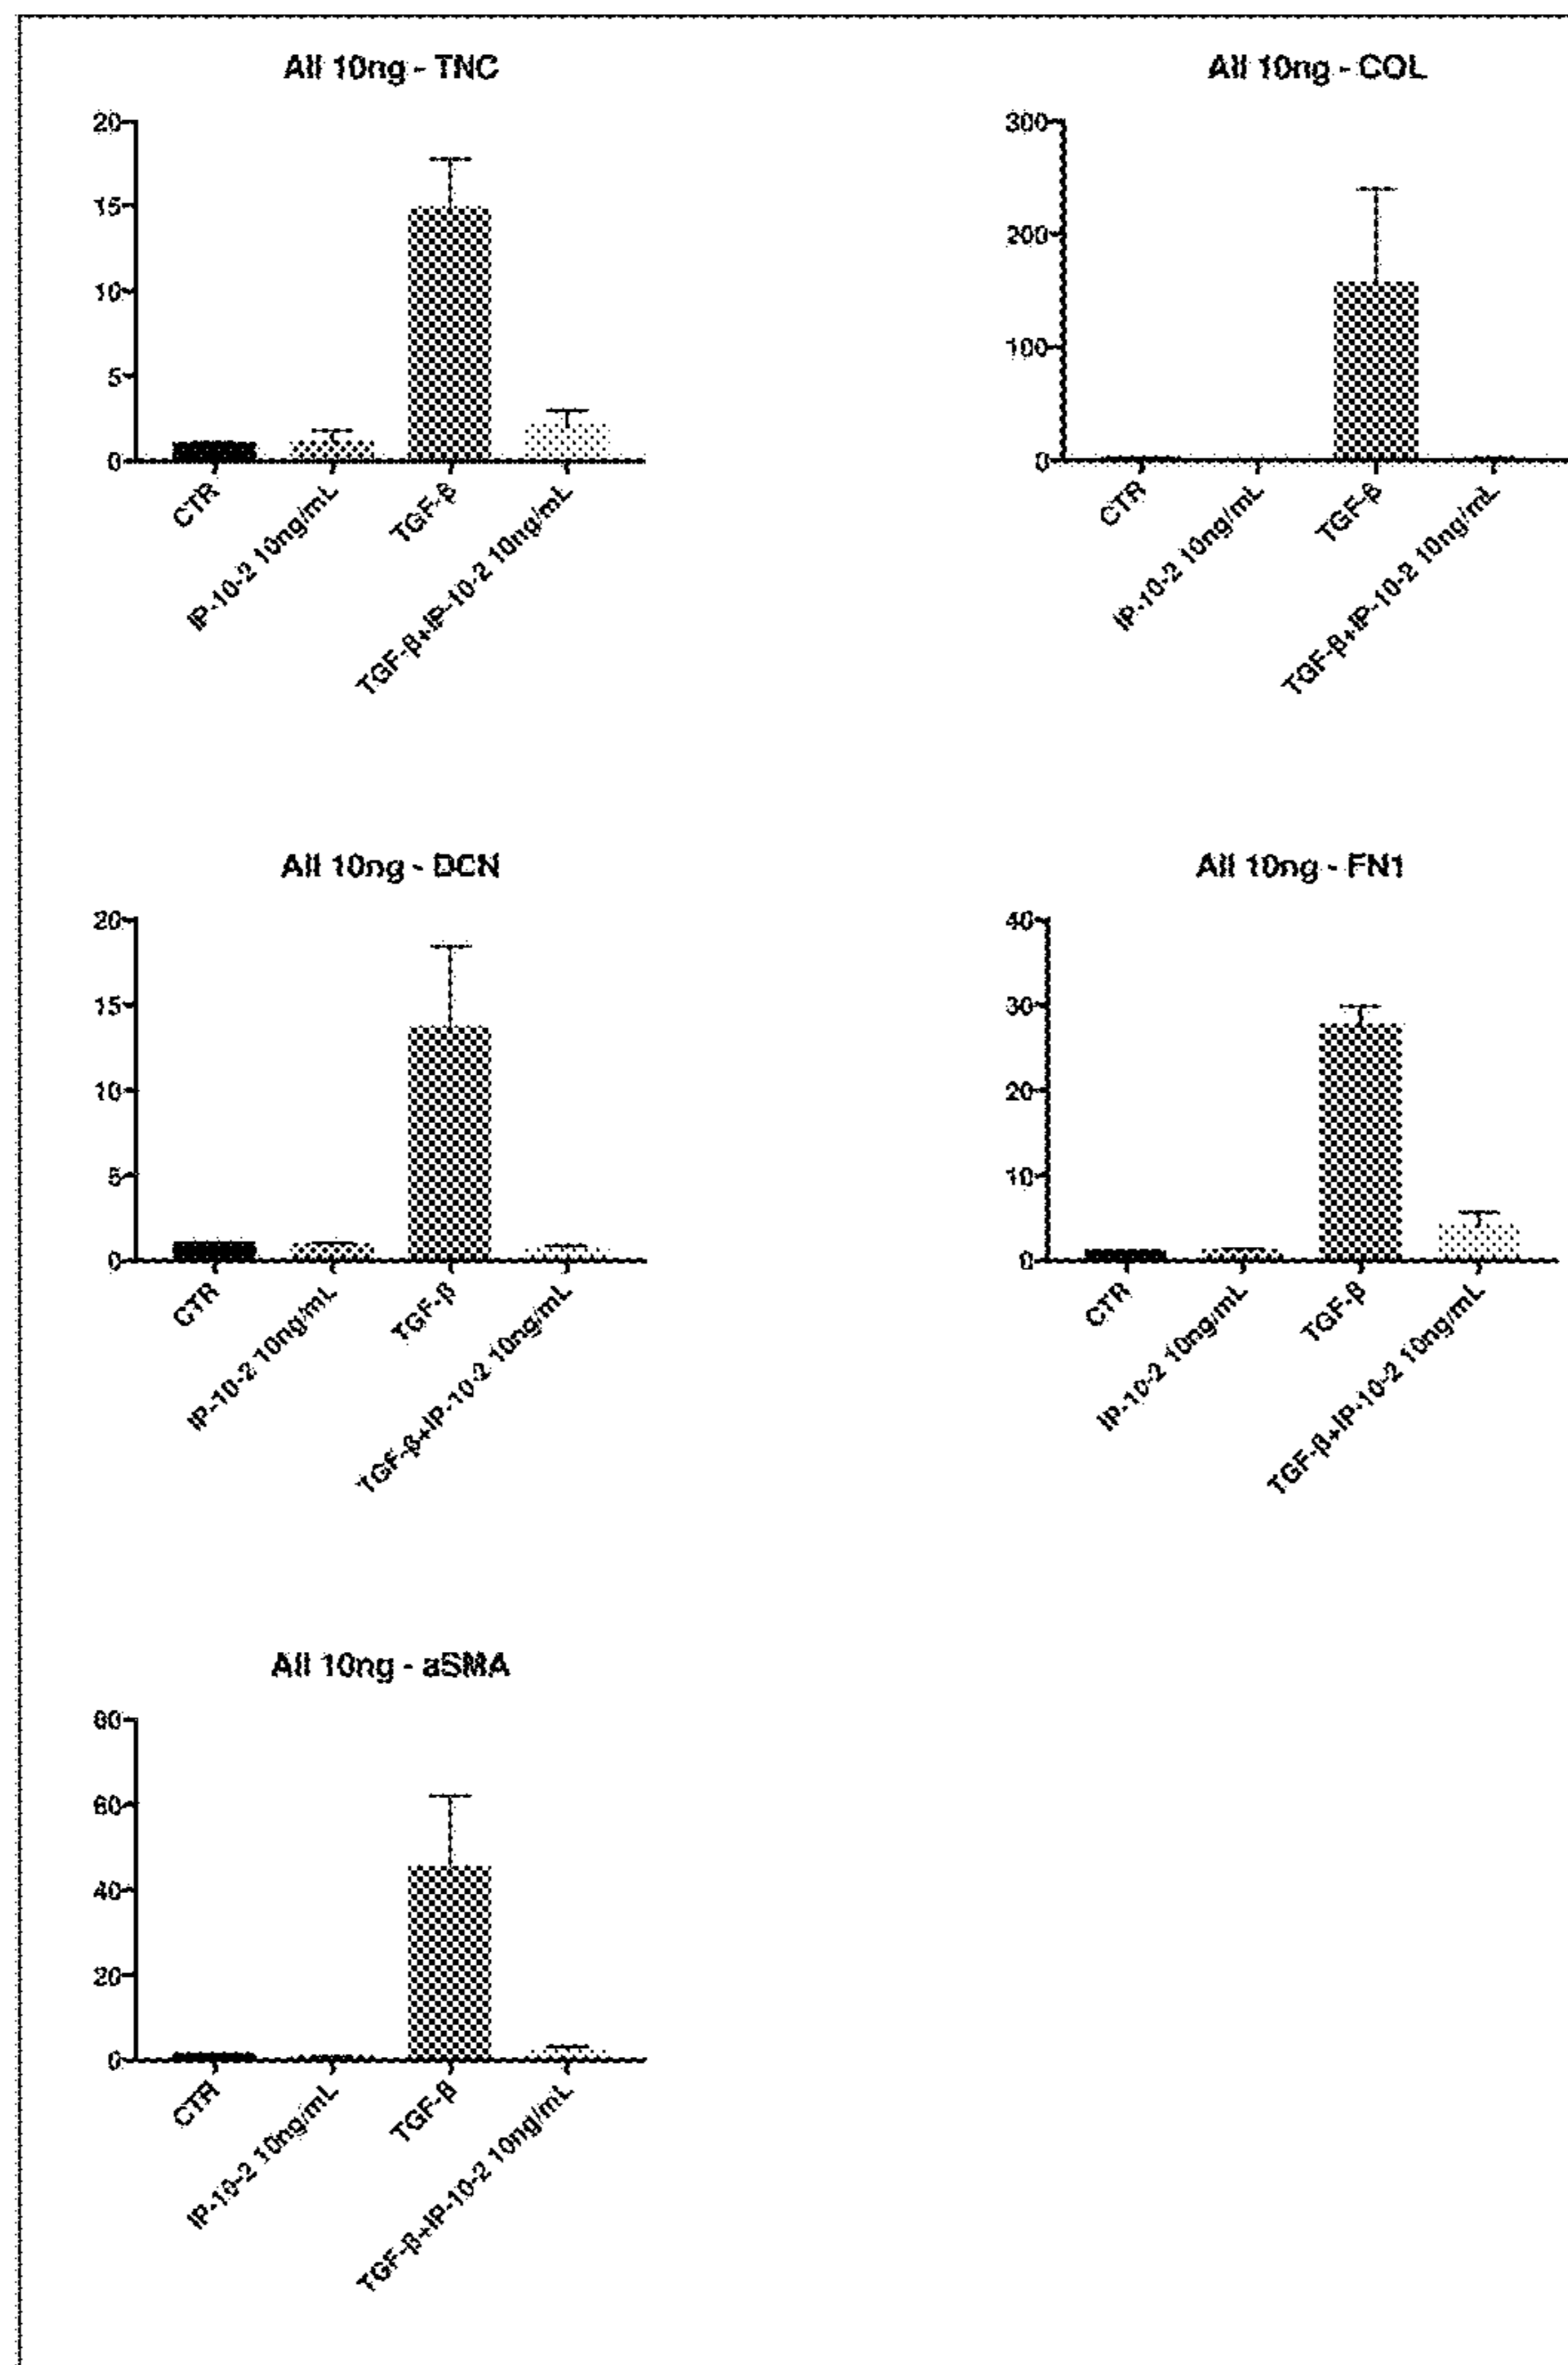 All 10ng - TNC
20
15
10
5
0
CTR
IP-10-2 10ng/mL
TGF-β
TGF-β+IP-10-2 10ng/mL
All 10ng - COL
300
200
100
0
CTR
IP-10-2 10ng/mL
TGF-β
TGF-β+IP-10-2 10ng/mL
All 10ng - DCN
20
15
10
5
0
CTR
IP-10-2 10ng/mL
TGF-β
TGF-β+IP-10-2 10ng/mL
All 10ng - FN1
40
30
20
10
0
CTR
IP-10-2 10ng/mL
TGF-β
TGF-β+IP-10-2 10ng/mL
All 10ng - aSMA
80
60
40
20
0
CTR
IP-10-2 10ng/mL
TGF-β
TGF-β+IP-10-2 10ng/mL